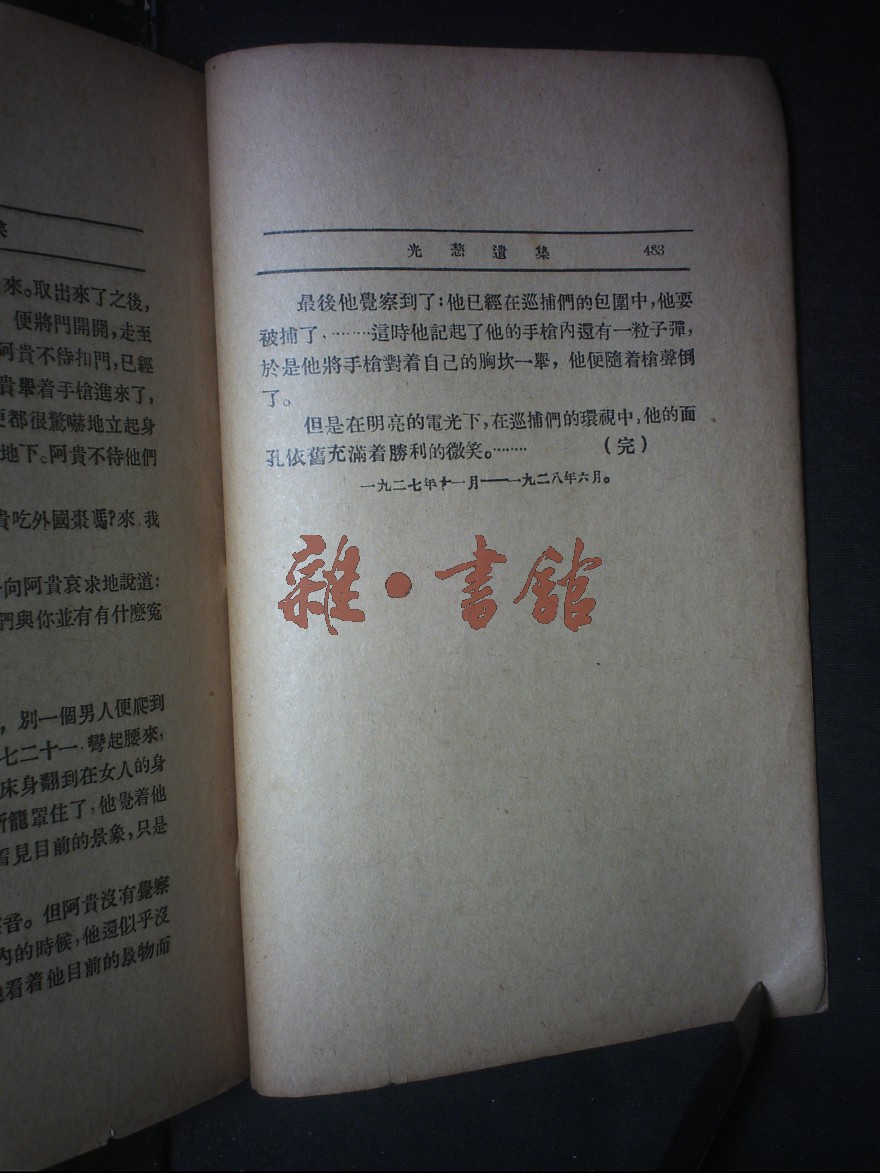 來。取出來了之後,
便將門開開,走至
阿貴不待扣門,已經
貴舉着手槍進來了,
都很驚嚇地立起身
地下。阿貴不待他們
貴吃外國棗嗎?來,我
向阿貴哀求地說道:
們與你並有有什麼冤
,別一個男人便爬到
七二十一,彎起腰來,
床身翻到在女人的身
所籠罩住了,他覺着他
看見目前的景象,只是
音。但阿貴沒有覺察
內的時候,他還似乎沒
他看着他目前的景物而
光慈遺集 483
最後他覺察到了:他已經在巡捕們的包圍中,他要
被捕了,………這時他記起了他的手槍內還有一粒子彈,
於是他將手槍對着自己的胸坎一舉,他便隨着槍聲倒
了。
但是在明亮的電光下,在巡捕們的環視中,他的面
孔依舊充滿着勝利的微笑。……… (完)
一九二七年十一月——一九二八年六月。
雜·書館